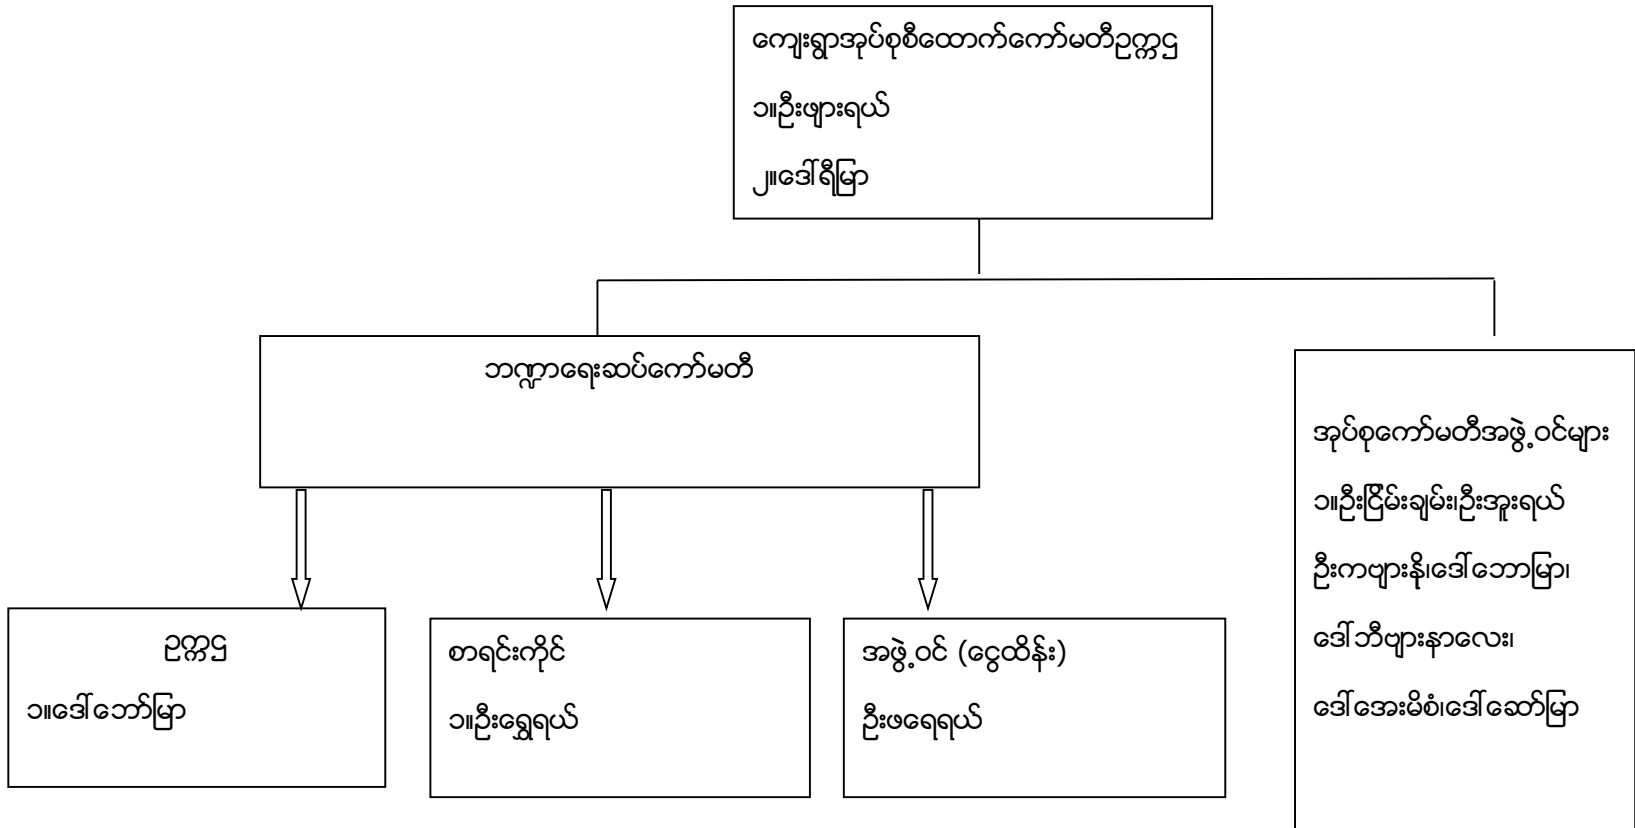 ကျေးရွာအုပ်စုစီထောက်ကော်မတီဥက္ကဌ
၁။ဦးဖျားရယ်
၂။ဒေါ်ရီမြာ
ဘဏ္ဍာရေးဆပ်ကော်မတီ
ဥက္ကဌ
၁။ဒေါ်ဘော်မြာ
စာရင်းကိုင်
၁။ဦးရွှေရယ်
အဖွဲ့ဝင် (ငွေထိန်း)
ဦးဖရေရယ်
အုပ်စုကော်မတီအဖွဲ့ဝင်များ
၁။ဦးငြိမ်းချမ်း၊ဦးအူးရယ်
ဦးကဗျားနို၊ဒေါ်ဘောမြာ၊
ဒေါ်ဘီဗျားနာလေး၊
ဒေါ်အေးမိစံ၊ဒေါ်ဆော်မြာ